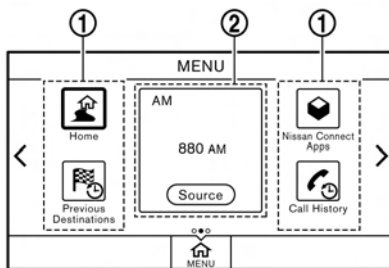 ① ② ①
MENU
AM
880 AM
Source
Home
Previous
Destinations
Nissan Connect
Apps
Call History
MENU